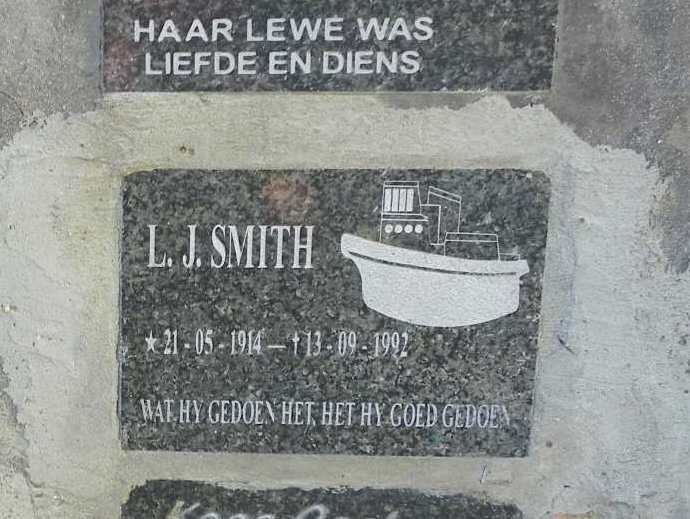 HAAR LEWE WAS
LIEFDE EN DIENS
L. J. SMITH
★ 21 - 05 - 1914 — † 13 - 09 - 1992
WAT HY GEDOEN HET, HET HY GOED GEDOEN